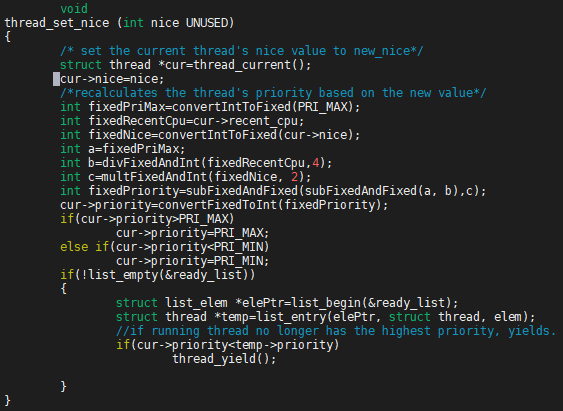 void
thread_set_nice (int nice UNUSED)
{
/* set the current thread's nice value to new_nice*/
struct thread *cur=thread_current();
cur->nice=nice;
/*recalculates the thread's priority based on the new value*/
int fixedPriMax=convertIntToFixed(PRI_MAX);
int fixedRecentCpu=cur->recent_cpu;
int fixedNice=convertIntToFixed(cur->nice);
int a=fixedPriMax;
int b=divFixedAndInt(fixedRecentCpu,4);
int c=multFixedAndInt(fixedNice, 2);
int fixedPriority=subFixedAndFixed(subFixedAndFixed(a, b),c);
cur->priority=convertFixedToInt(fixedPriority);
if(cur->priority>PRI_MAX)
cur->priority=PRI_MAX;
else if(cur->priority<PRI_MIN)
cur->priority=PRI_MIN;
if(!list_empty(&ready_list))
{
struct list_elem *elePtr=list_begin(&ready_list);
struct thread *temp=list_entry(elePtr, struct thread, elem);
//if running thread no longer has the highest priority, yields.
if(cur->priority<temp->priority)
thread_yield();
}
}